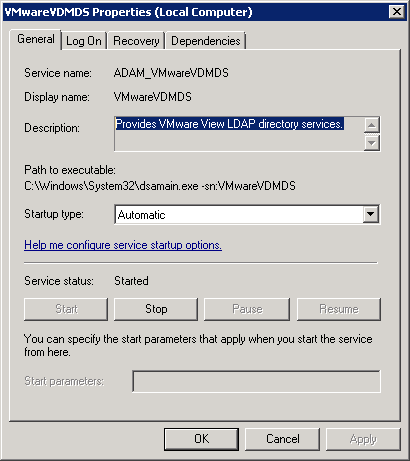 VMwareVDMDS Properties (Local Computer)
General Log On Recovery Dependencies
Service name: ADAM_VMwareVDMDS
Display name: VMwareVDMDS
Description: Provides VMware View LDAP directory services.
Path to executable:
C:\Windows\System32\dsamain.exe -sn:VMwareVDMDS
Startup type: Automatic
Help me configure service startup options.
Service status: Started
Start Stop Pause Resume
You can specify the start parameters that apply when you start the service
from here.
Start parameters:
OK Cancel Apply